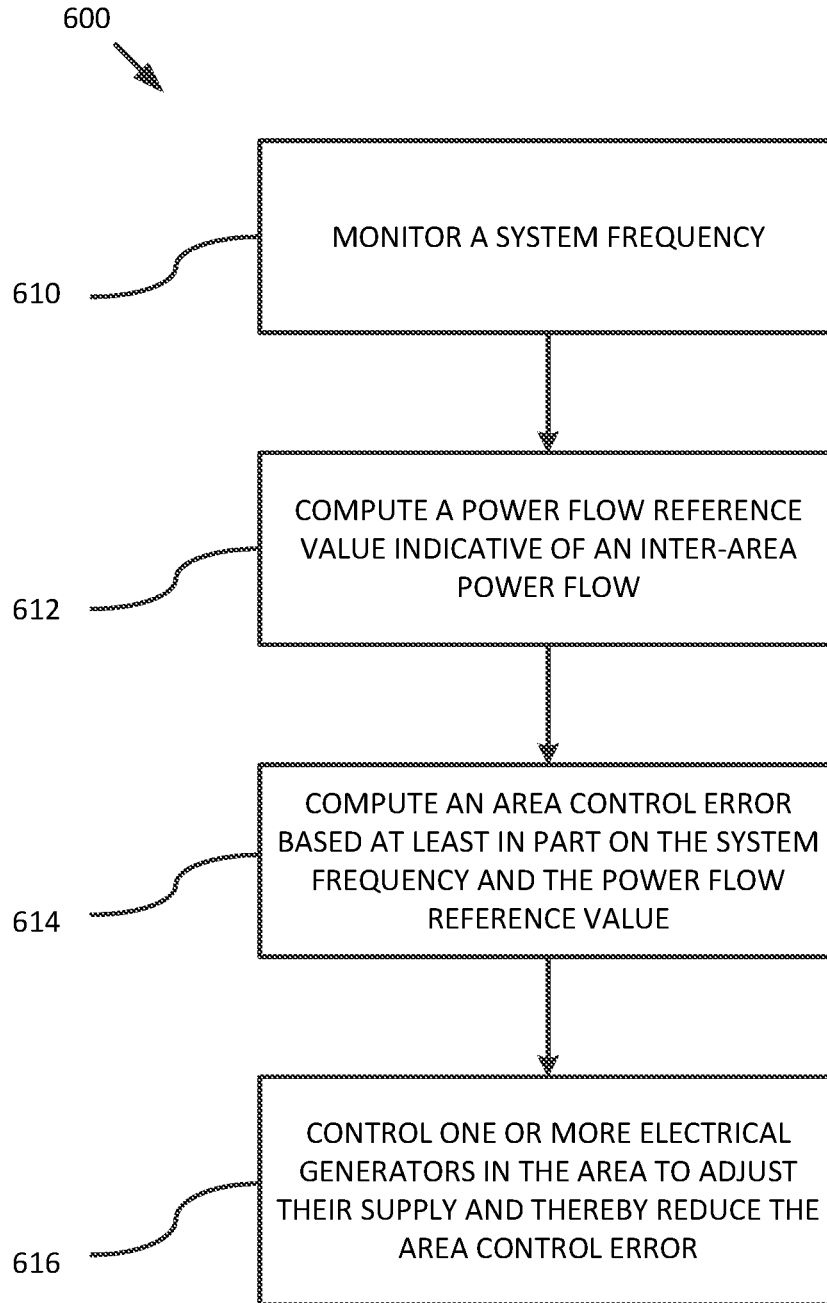 600
MONITOR A SYSTEM FREQUENCY
610
COMPUTE A POWER FLOW REFERENCE
VALUE INDICATIVE OF AN INTER-AREA
POWER FLOW
612
COMPUTE AN AREA CONTROL ERROR
BASED AT LEAST IN PART ON THE SYSTEM
FREQUENCY AND THE POWER FLOW
REFERENCE VALUE
614
CONTROL ONE OR MORE ELECTRICAL
GENERATORS IN THE AREA TO ADJUST
THEIR SUPPLY AND THEREBY REDUCE THE
AREA CONTROL ERROR
616